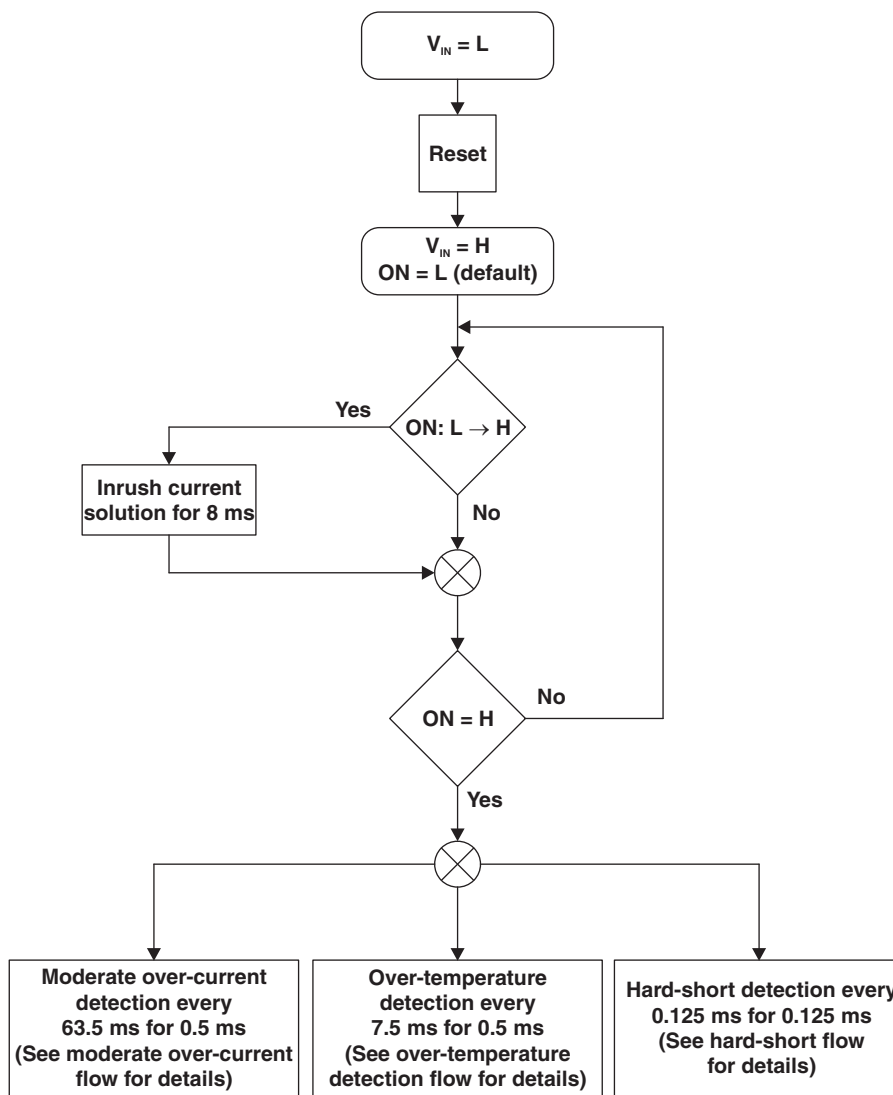 V_IN = L
Reset
V_IN = H
ON = L (default)
Yes
ON: L → H
Inrush current
solution for 8 ms
No
No
ON = H
Yes
Moderate over-current
detection every
63.5 ms for 0.5 ms
(See moderate over-current
flow for details)
Over-temperature
detection every
7.5 ms for 0.5 ms
(See over-temperature
detection flow for details)
Hard-short detection every
0.125 ms for 0.125 ms
(See hard-short flow
for details)